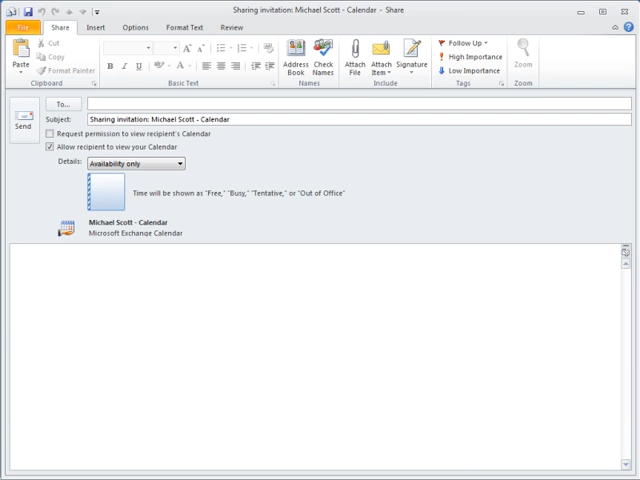 Sharing invitation: Michael Scott - Calendar - Share
File Share Insert Options Format Text Review
Paste
Cut
Copy
Format Painter
Clipboard
B I U
A
Basic Text
Address Book
Check Names
Names
Attach File
Attach Item
Signature
Include
Follow Up
High Importance
Low Importance
Tags
Zoom
Zoom
Send
To...
Subject: Sharing invitation: Michael Scott - Calendar
Request permission to view recipient's Calendar
Allow recipient to view your Calendar
Details: Availability only
Time will be shown as "Free," "Busy," "Tentative," or "Out of Office"
Michael Scott - Calendar
Microsoft Exchange Calendar